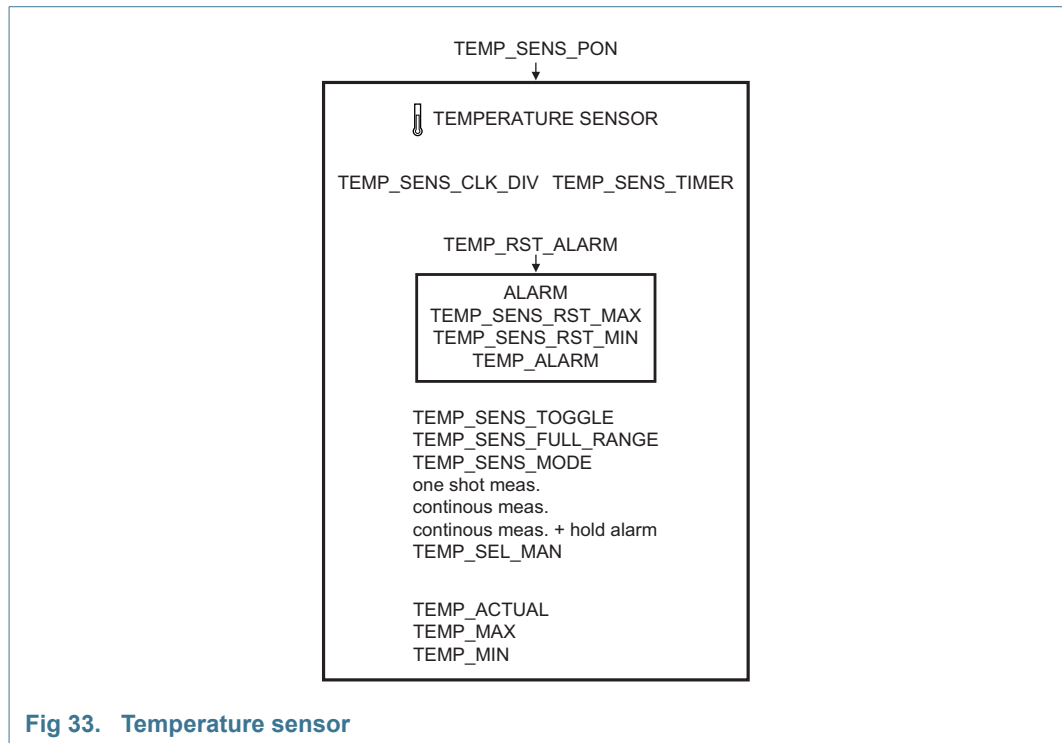 TEMP_SENS_PON
TEMPERATURE SENSOR
TEMP_SENS_CLK_DIV TEMP_SENS_TIMER
TEMP_RST_ALARM
ALARM
TEMP_SENS_RST_MAX
TEMP_SENS_RST_MIN
TEMP_ALARM
TEMP_SENS_TOGGLE
TEMP_SENS_FULL_RANGE
TEMP_SENS_MODE
one shot meas.
continous meas.
continous meas. + hold alarm
TEMP_SEL_MAN
TEMP_ACTUAL
TEMP_MAX
TEMP_MIN
Fig 33. Temperature sensor